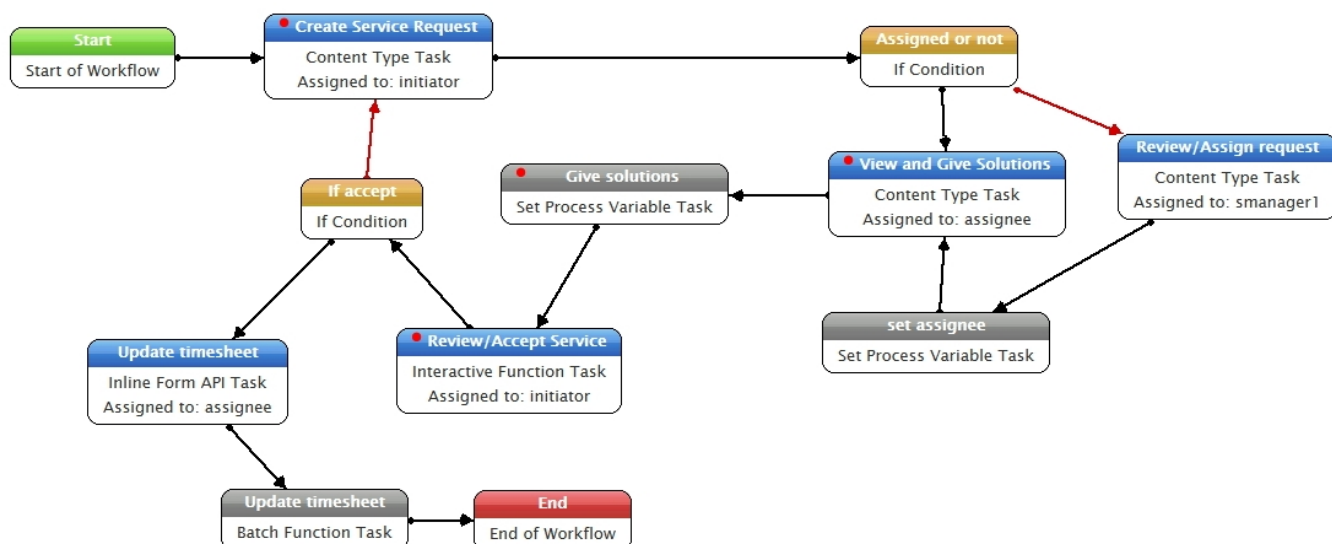 Start
Start of Workflow
Create Service Request
Content Type Task
Assigned to: initiator
Assigned or not
If Condition
Review/Assign request
Content Type Task
Assigned to: smanager1
View and Give Solutions
Content Type Task
Assigned to: assignee
Give solutions
Set Process Variable Task
If accept
If Condition
set assignee
Set Process Variable Task
Review/Accept Service
Interactive Function Task
Assigned to: initiator
Update timesheet
Inline Form API Task
Assigned to: assignee
Update timesheet
Batch Function Task
End
End of Workflow